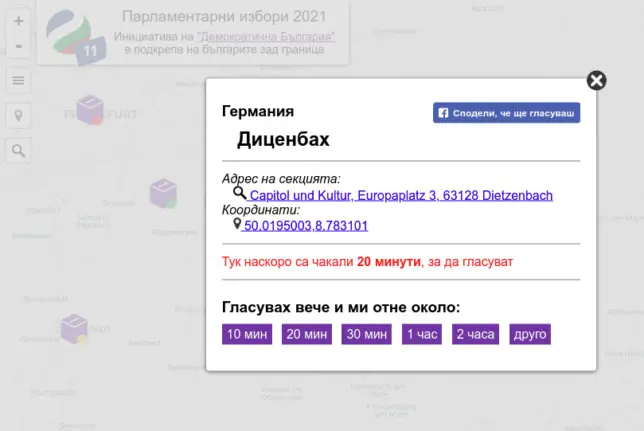 Парламентарни избори 2021
Инициатива на "Демократична България"
в подкрепа на българите зад граница
11
Германия
Сподели, че ще гласуваш
Диценбах
Адрес на секцията:
Capitol und Kultur, Europaplatz 3, 63128 Dietzenbach
Координати:
50.0195003,8.783101
Тук наскоро са чакали 20 минути, за да гласуват
Гласувах вече и ми отне около:
10 мин 20 мин 30 мин 1 час 2 часа друго